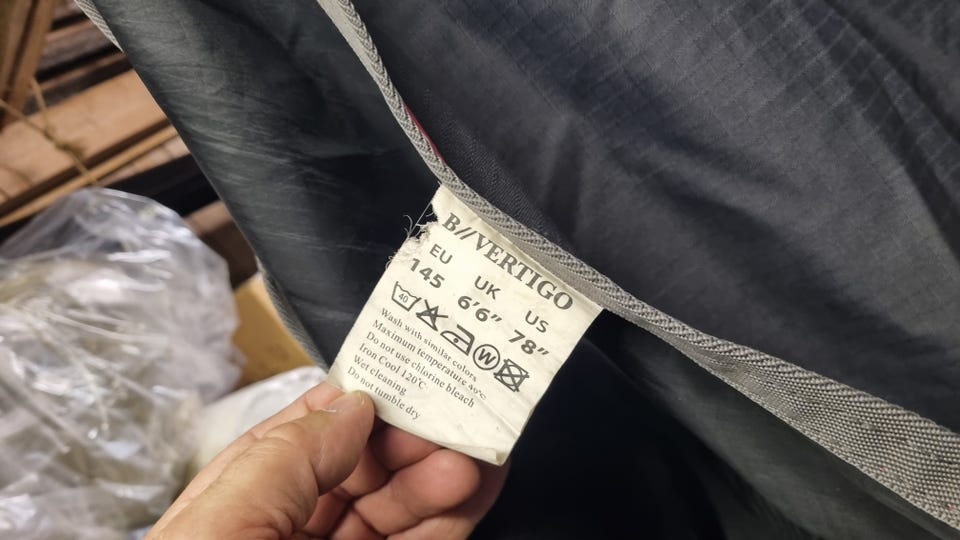 B//VERTIGO
EU UK US
145 6'6" 78"
40 W
Wash with similar colors
Maximum temperature 40°C
Do not use chlorine bleach
Iron Cool 120°C
Wet cleaning
Do not tumble dry